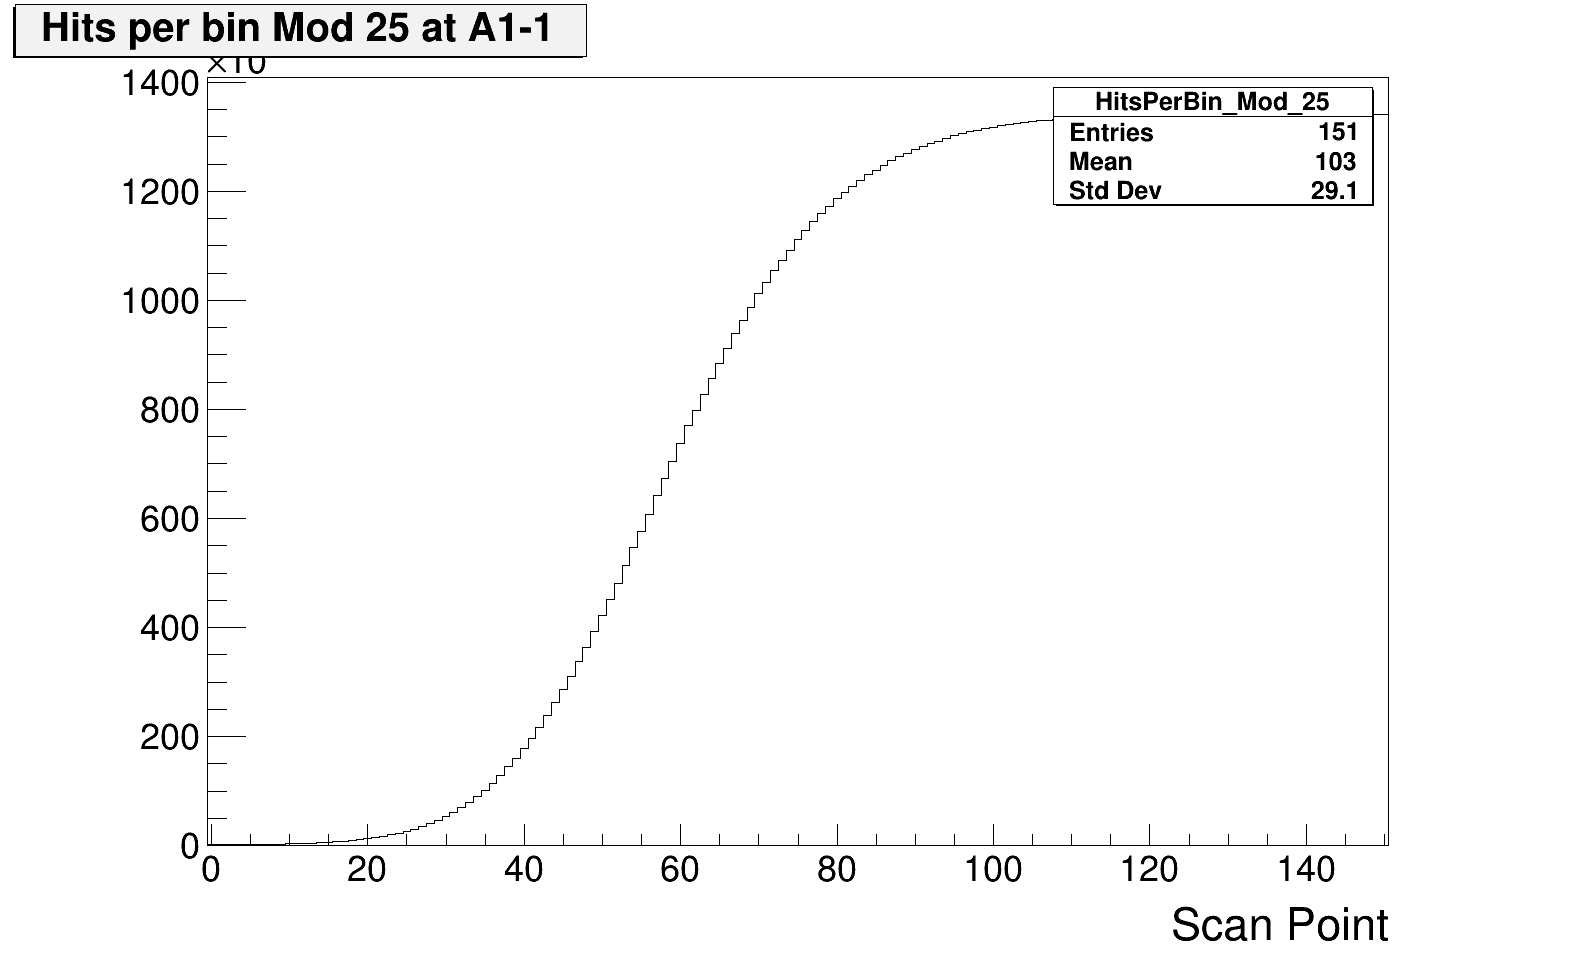 Hits per bin Mod 25 at A1-1
×10
1400
1200
1000
800
600
400
200
0
HitsPerBin_Mod_25
Entries 151
Mean 103
Std Dev 29.1
0 20 40 60 80 100 120 140
Scan Point